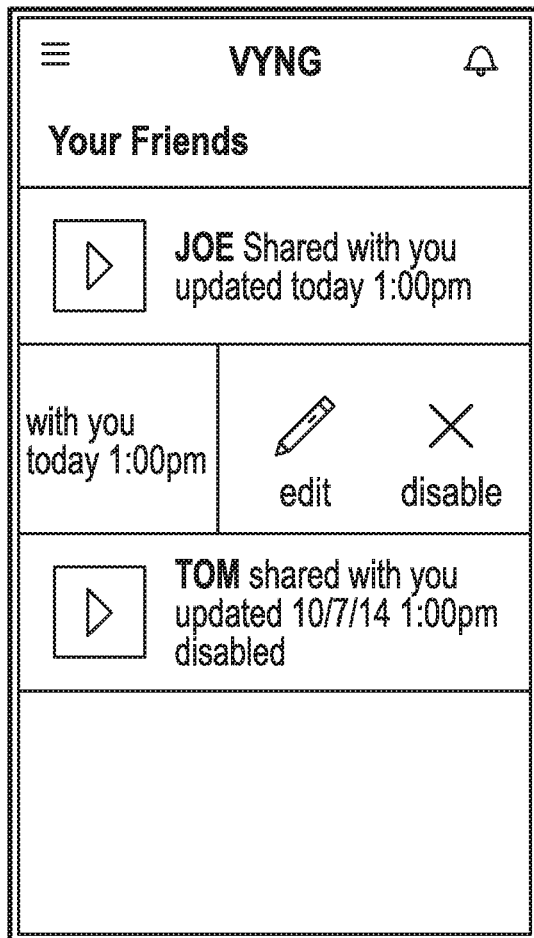 VYNG
Your Friends
JOE Shared with you
updated today 1:00pm
with you
today 1:00pm
edit
disable
TOM shared with you
updated 10/7/14 1:00pm
disabled